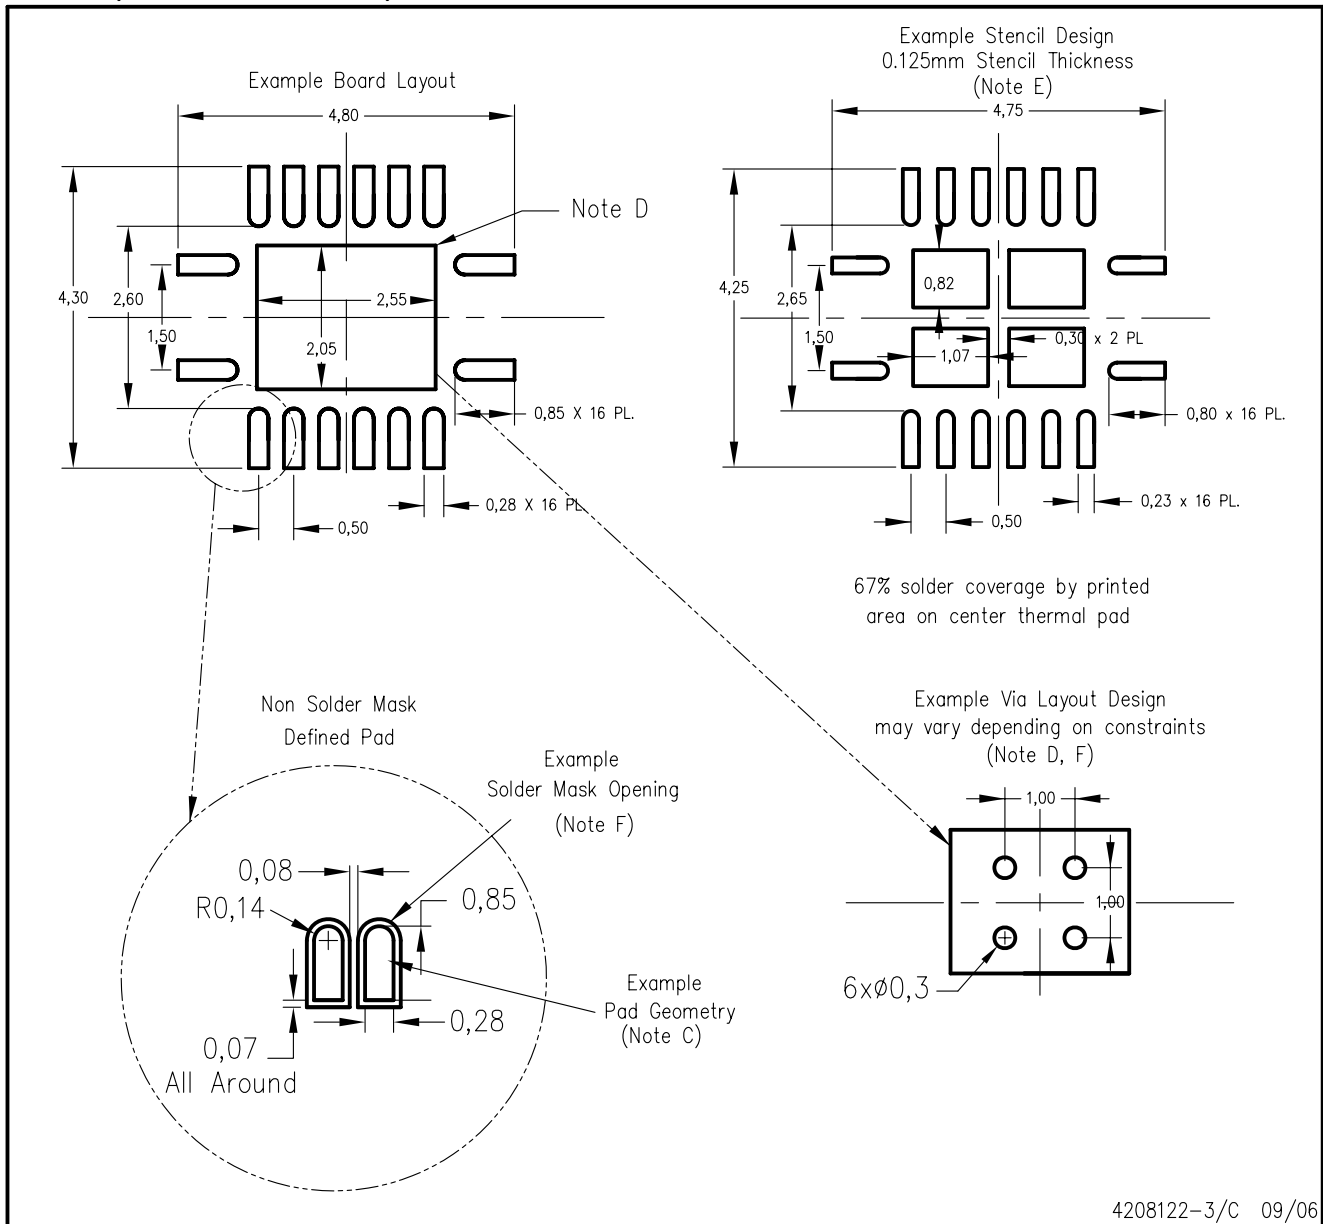 Example Board Layout
4,80
Note D
4,30
2,60
1,50
2,55
2,05
0,85 X 16 PL.
0,28 X 16 PL
0,50
Example Stencil Design
0.125mm Stencil Thickness
(Note E)
4,75
4,25
2,65
1,50
0,82
0,30 x 2 PL
1,07
0,80 x 16 PL.
0,23 x 16 PL.
0,50
67% solder coverage by printed
area on center thermal pad
Non Solder Mask
Defined Pad
Example
Solder Mask Opening
(Note F)
0,08
R0,14
0,85
Example
Pad Geometry
(Note C)
0,28
0,07
All Around
Example Via Layout Design
may vary depending on constraints
(Note D, F)
1,00
1,00
6xø0,3
4208122-3/C 09/06